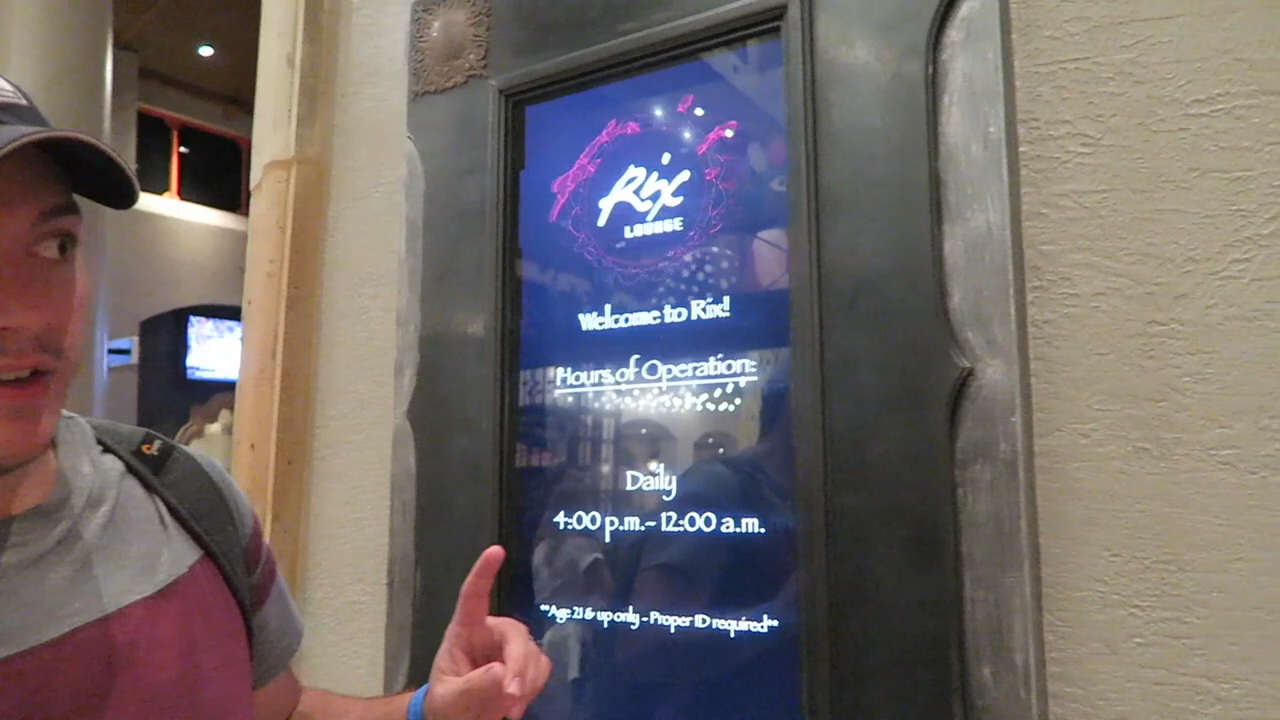 Rix
LOUNGE
Welcome to Rix!
Hours of Operation:
Daily
4:00 p.m.- 12:00 a.m.
**Age 21 & up only - Proper ID required**